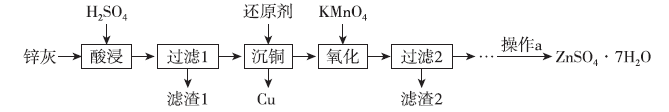 H₂SO₄ 还原剂 KMnO₄
锌灰 酸浸 过滤1 沉铜 氧化 过滤2 … 操作a ZnSO₄·7H₂O
滤渣1 Cu 滤渣2